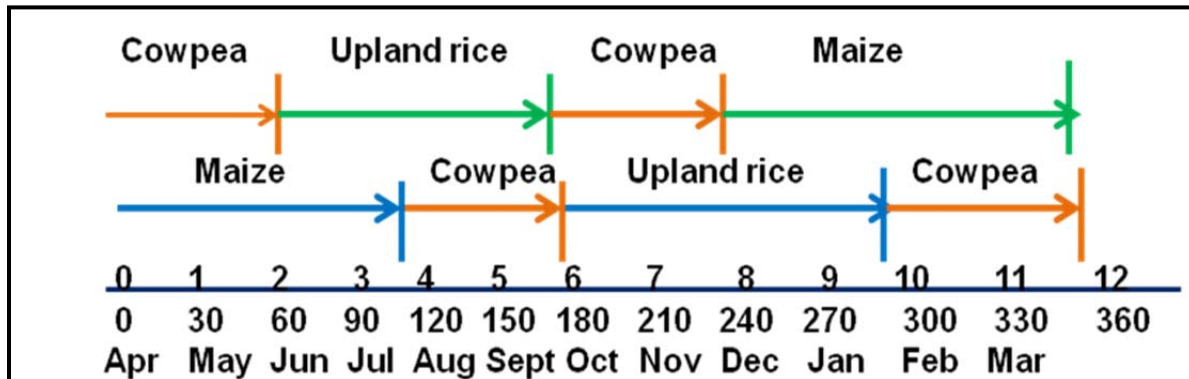 Cowpea Upland rice Cowpea Maize
Maize Cowpea Upland rice Cowpea
0 1 2 3 4 5 6 7 8 9 10 11 12
0 30 60 90 120 150 180 210 240 270 300 330 360
Apr May Jun Jul Aug Sept Oct Nov Dec Jan Feb Mar